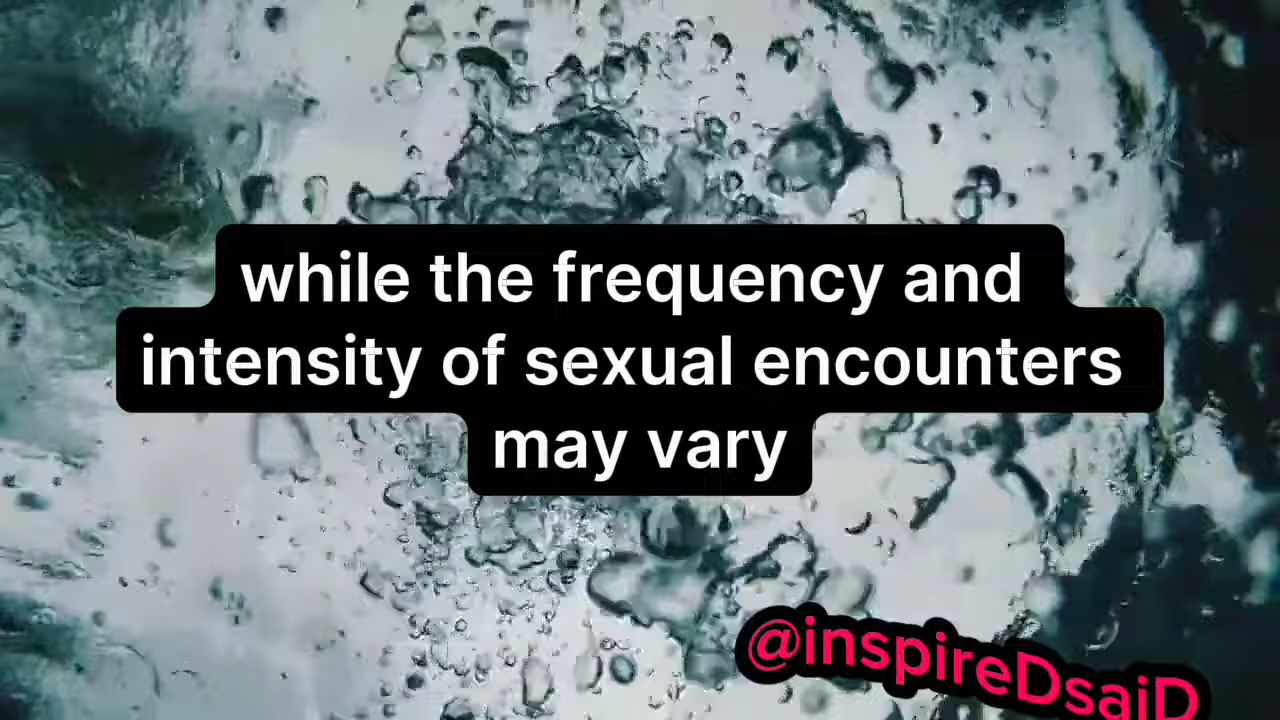 while the frequency and
intensity of sexual encounters
may vary
@inspireDsaiD